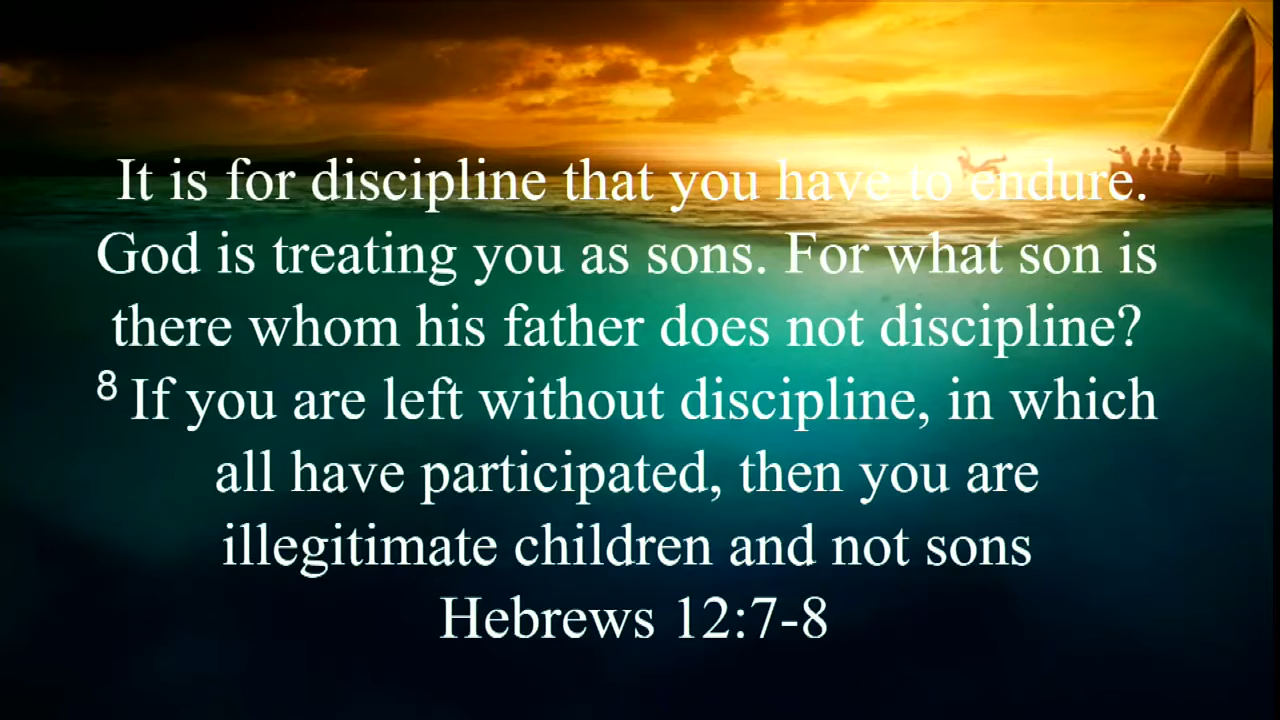 It is for discipline that you have to endure.
God is treating you as sons. For what son is
there whom his father does not discipline?
8 If you are left without discipline, in which
all have participated, then you are
illegitimate children and not sons
Hebrews 12:7-8